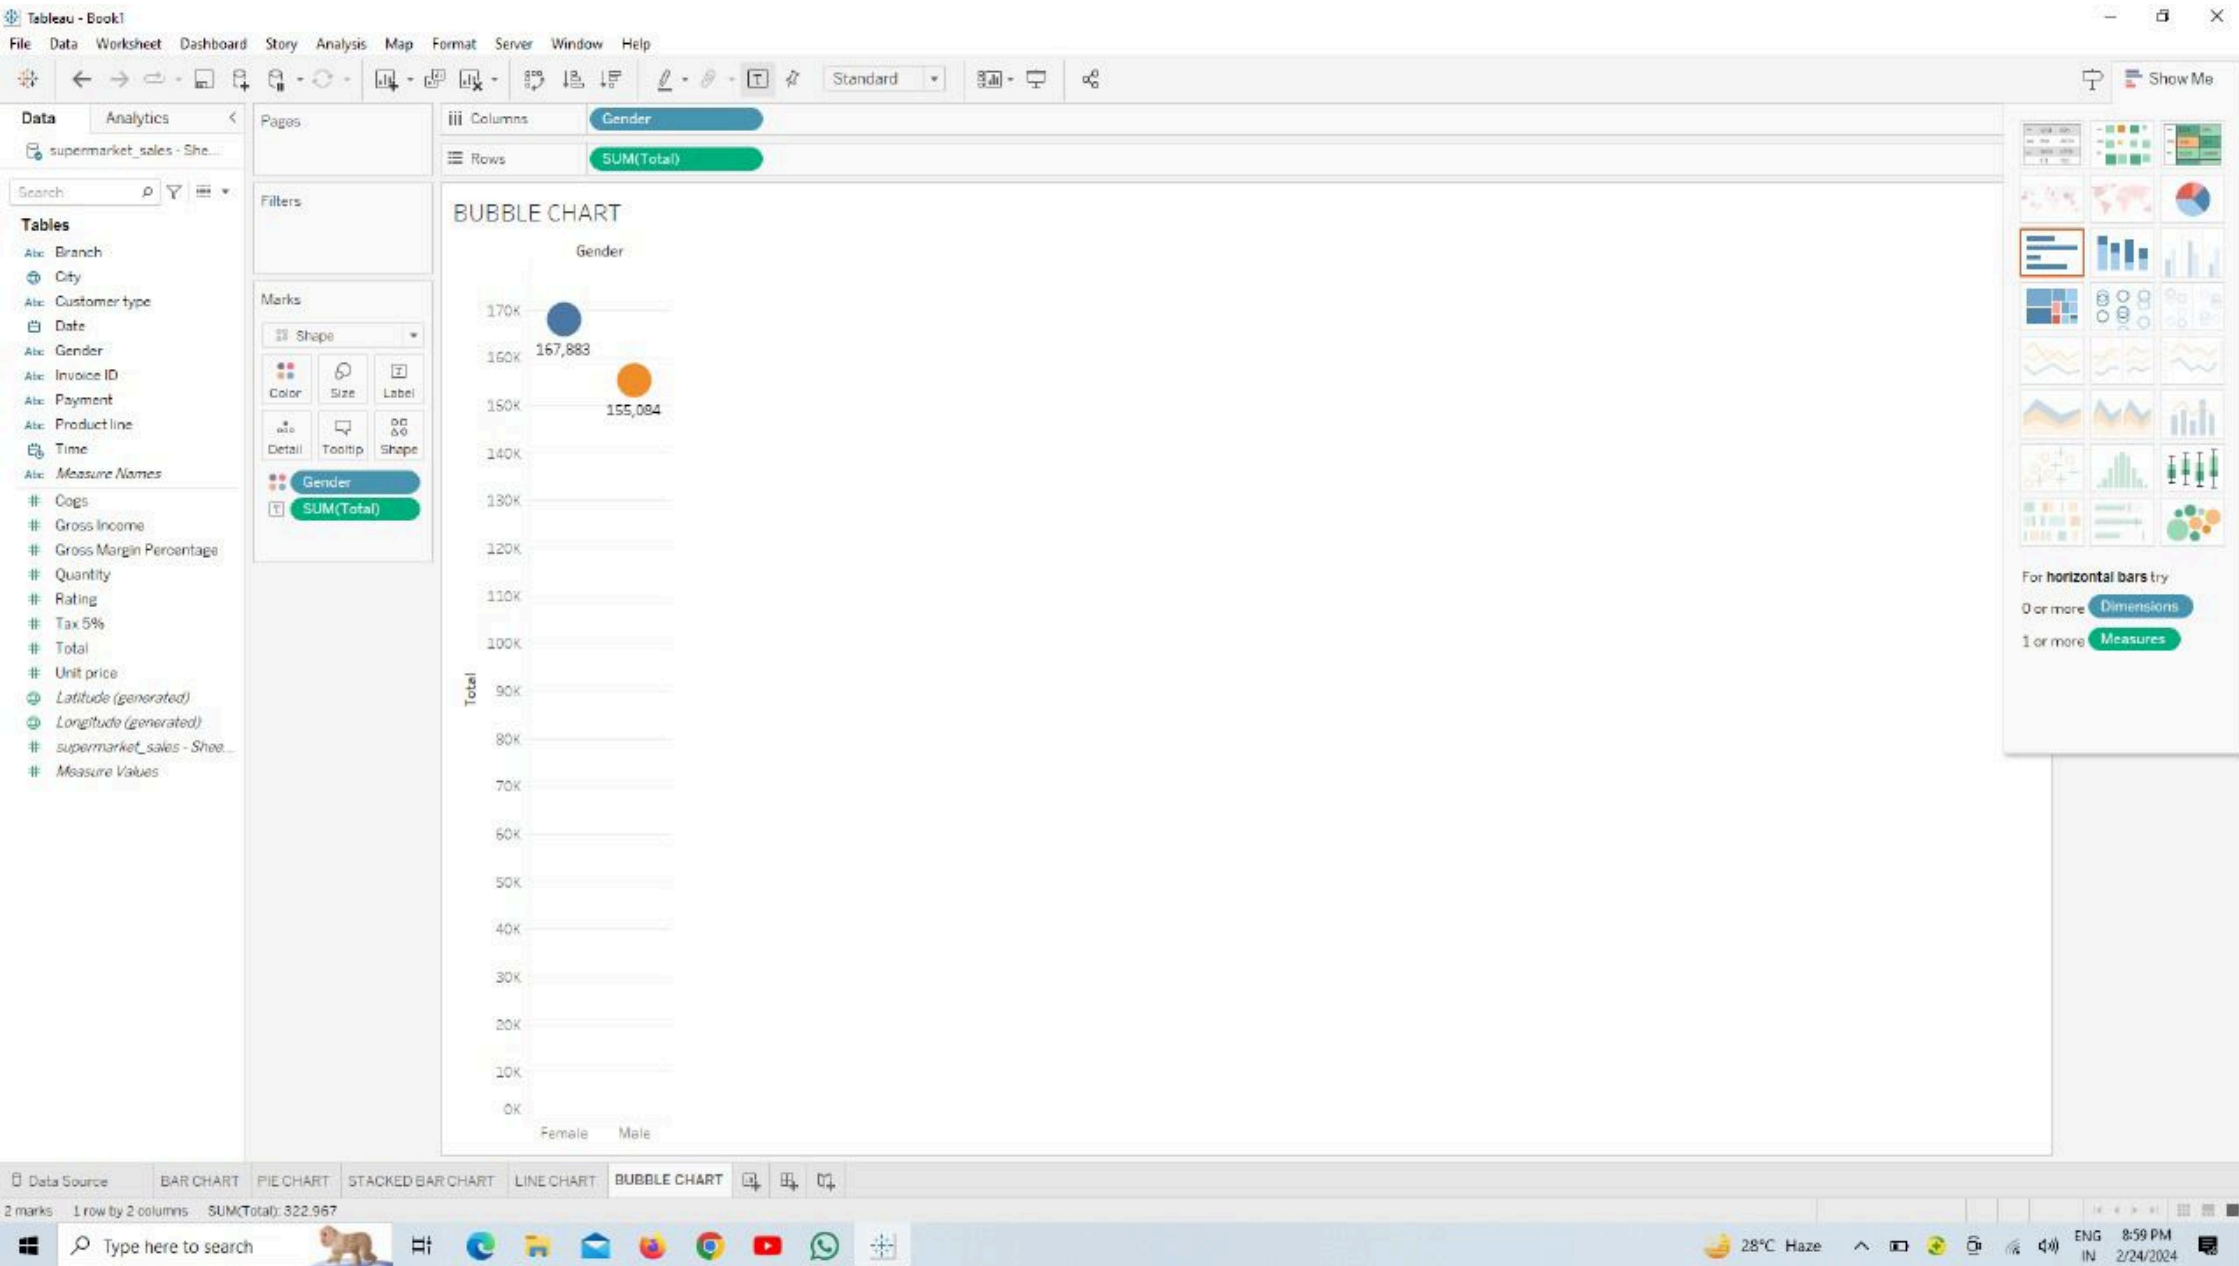 Tableau - Book1
File Data Worksheet Dashboard Story Analysis Map Format Server Window Help
Standard
Show Me
Data Analytics
supermarket_sales - She...
Search
Tables
Abc Branch
City
Abc Customer type
Date
Abc Gender
Abc Invoice ID
Abc Payment
Abc Product line
Time
Abc Measure Names
# Cogs
# Gross Income
# Gross Margin Percentage
# Quantity
# Rating
# Tax 5%
# Total
# Unit price
Latitude (generated)
Longitude (generated)
# supermarket_sales - Shee...
# Measure Values
Pages
Filters
Marks
Shape
Color Size Label
Detail Tooltip Shape
Gender
SUM(Total)
iii Columns Gender
Rows SUM(Total)
BUBBLE CHART
Gender
170K
167,883
160K
155,084
150K
140K
130K
120K
110K
100K
90K
80K
70K
60K
50K
40K
30K
20K
10K
0K
Total
Female Male
For horizontal bars try
0 or more Dimensions
1 or more Measures
Data Source BAR CHART PIE CHART STACKED BAR CHART LINE CHART BUBBLE CHART
2 marks 1 row by 2 columns SUM(Total): 322,967
Type here to search
28°C Haze
ENG
IN
8:59 PM
2/24/2024